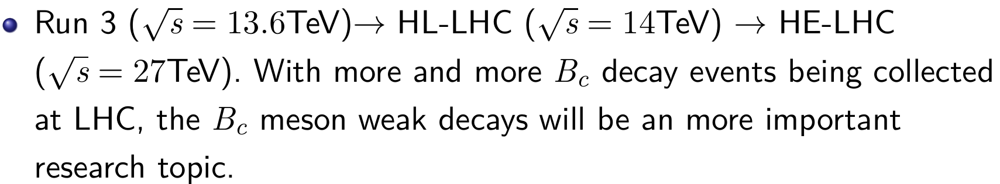 Run 3 (√s = 13.6TeV)→ HL-LHC (√s = 14TeV) → HE-LHC
(√s = 27TeV). With more and more B_c decay events being collected
at LHC, the B_c meson weak decays will be an more important
research topic.